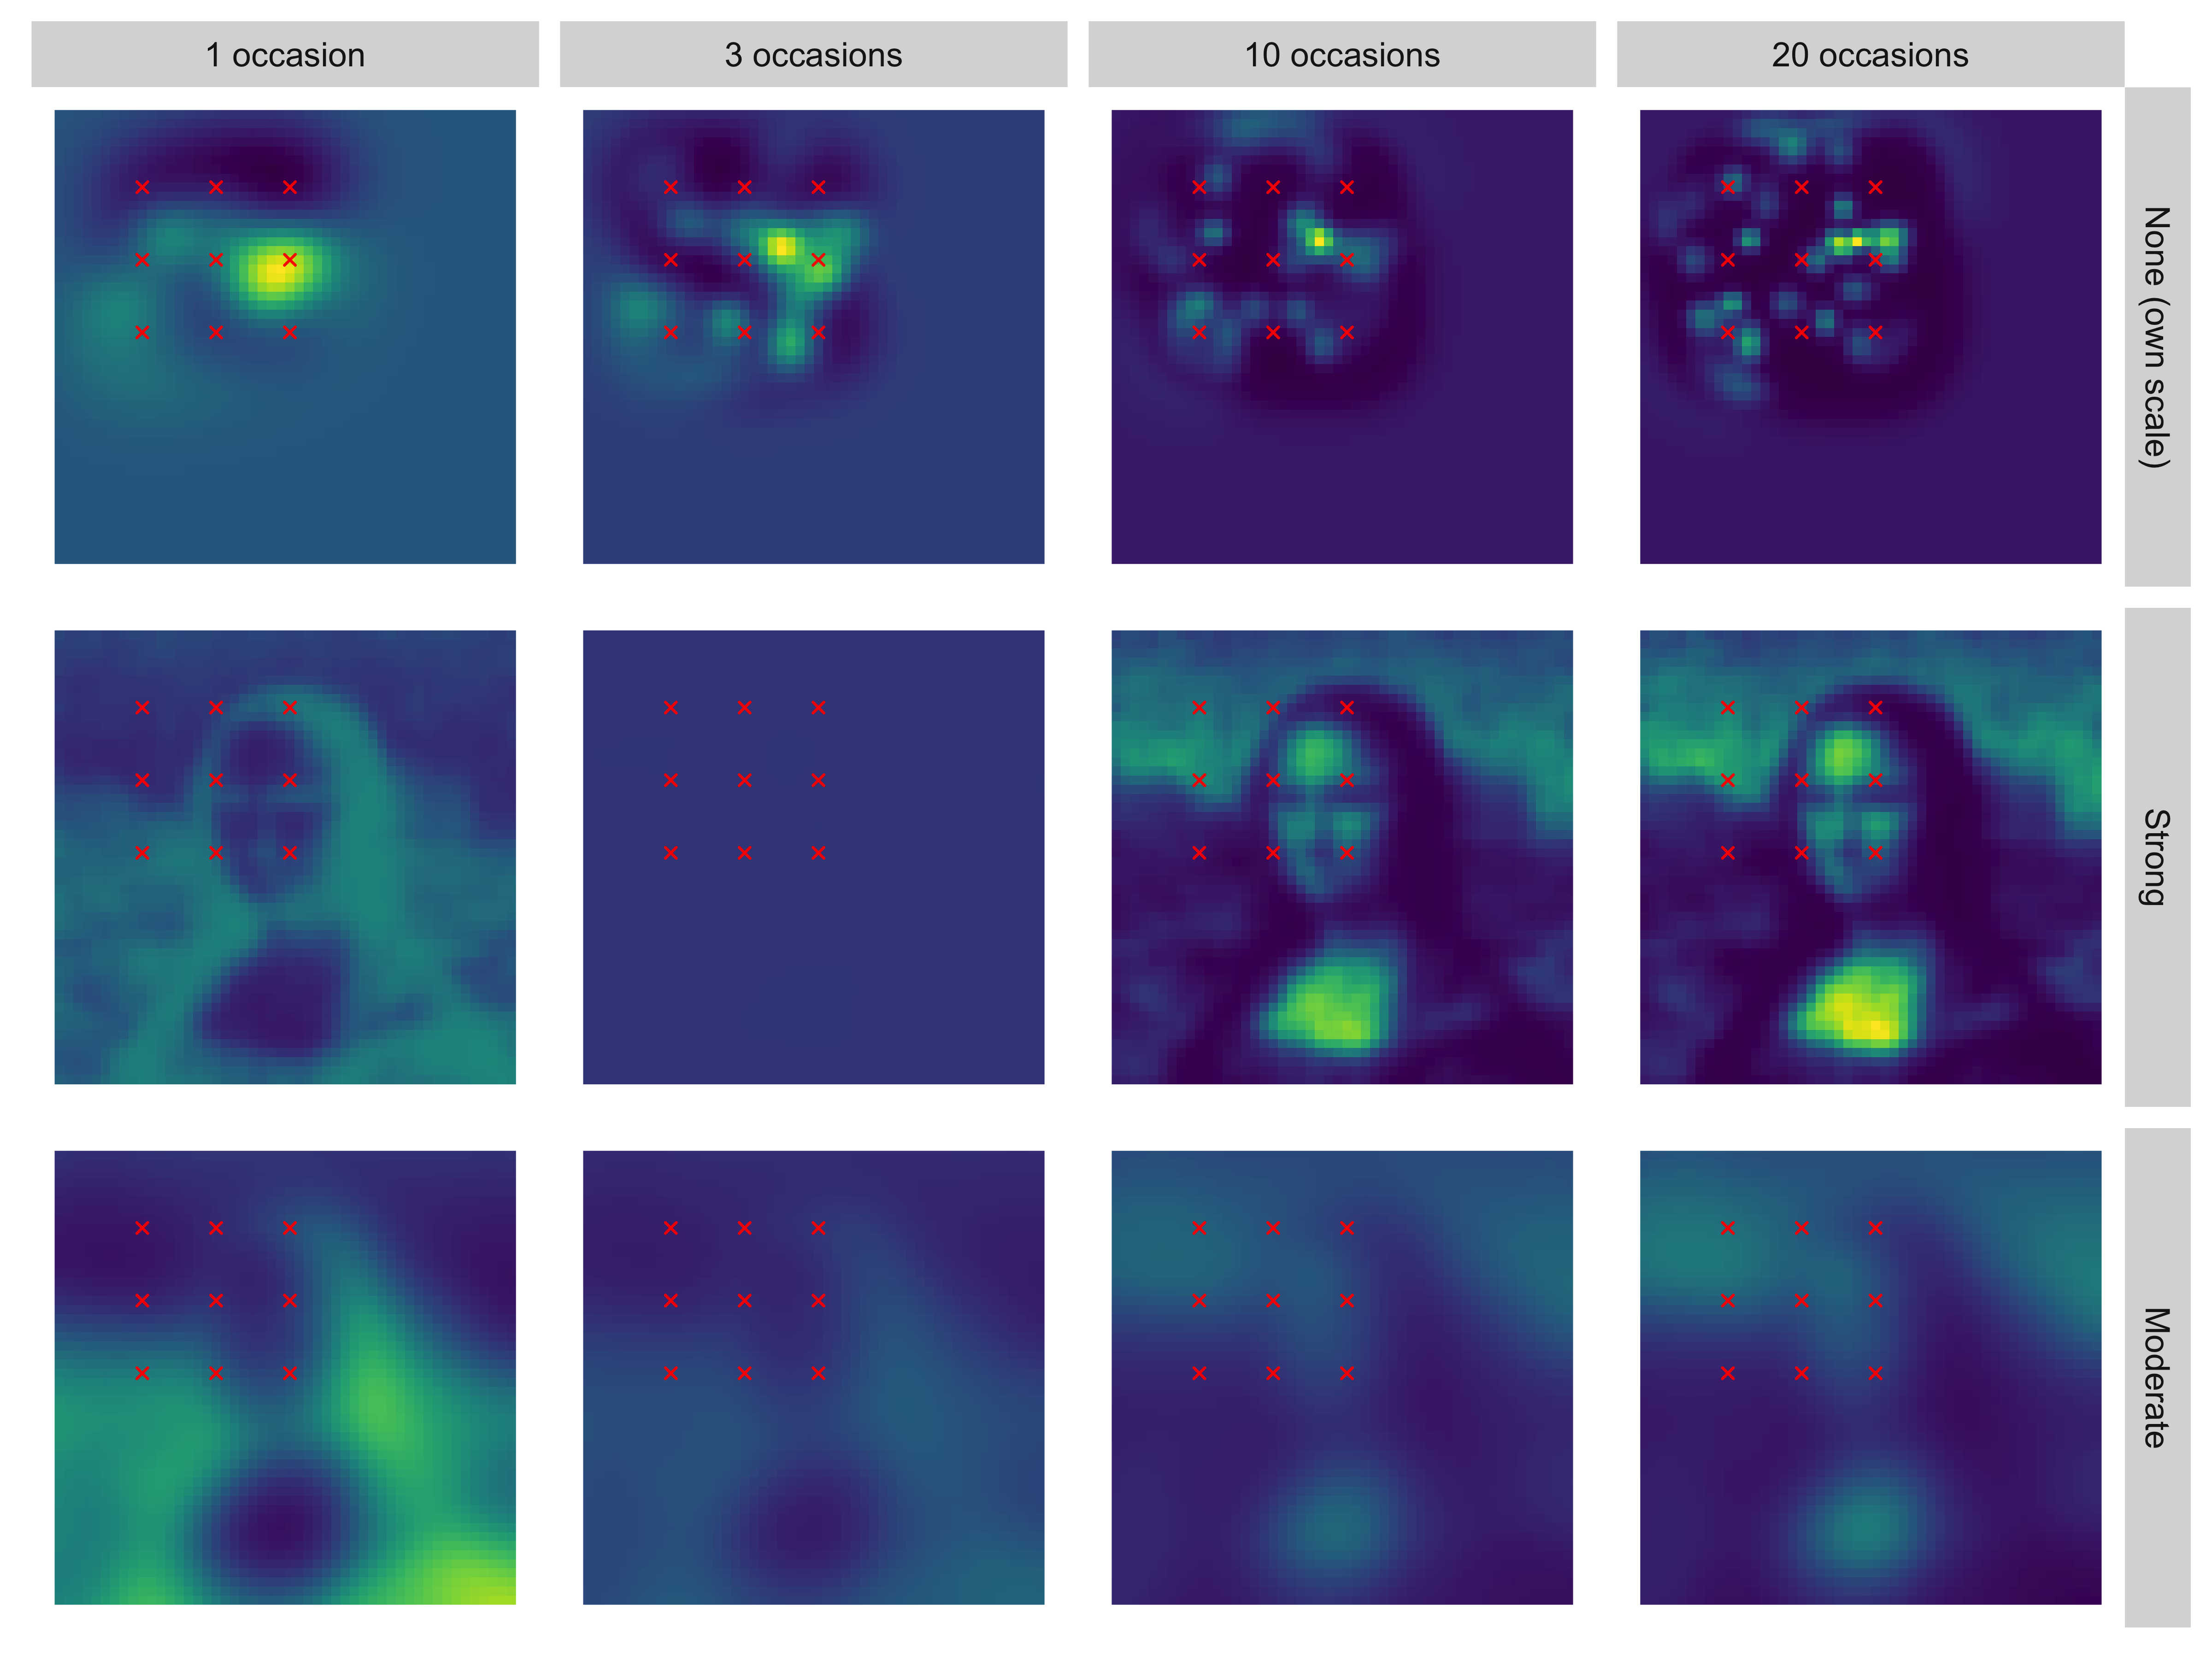 1 occasion
3 occasions
10 occasions
20 occasions
None (own scale)
Strong
Moderate